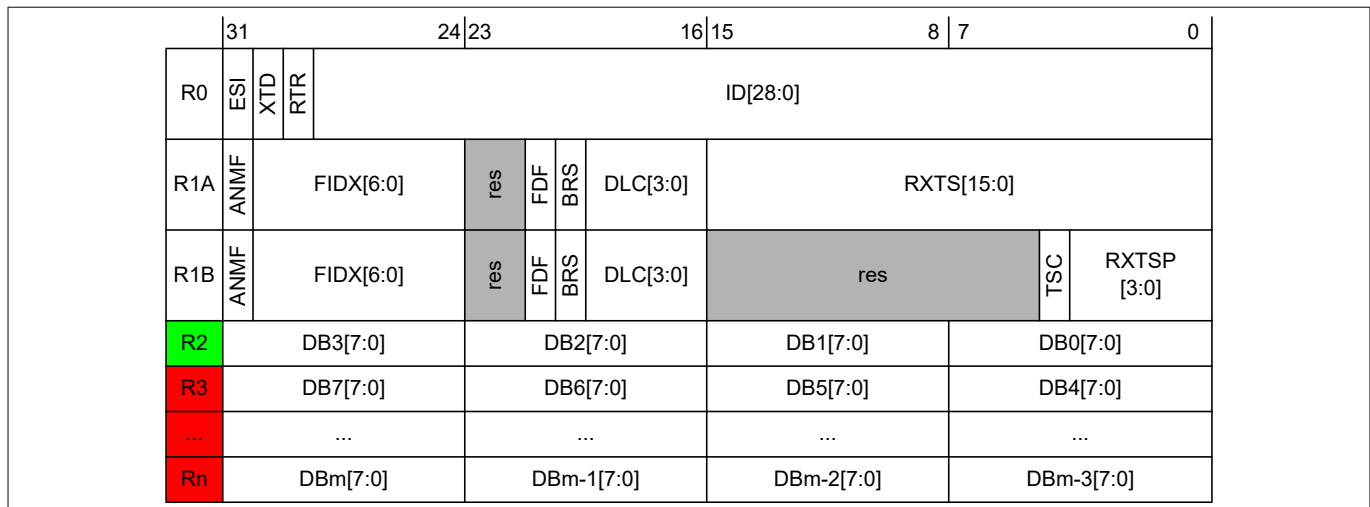 31 24 23 16 15 8 7 0
R0 ESI XTD RTR ID[28:0]
R1A ANMF FIDX[6:0] res FDF BRS DLC[3:0] RXTS[15:0]
R1B ANMF FIDX[6:0] res FDF BRS DLC[3:0] res TSC RXTSP
[3:0]
R2 DB3[7:0] DB2[7:0] DB1[7:0] DB0[7:0]
R3 DB7[7:0] DB6[7:0] DB5[7:0] DB4[7:0]
... ... ... ... ...
Rn DBm[7:0] DBm-1[7:0] DBm-2[7:0] DBm-3[7:0]